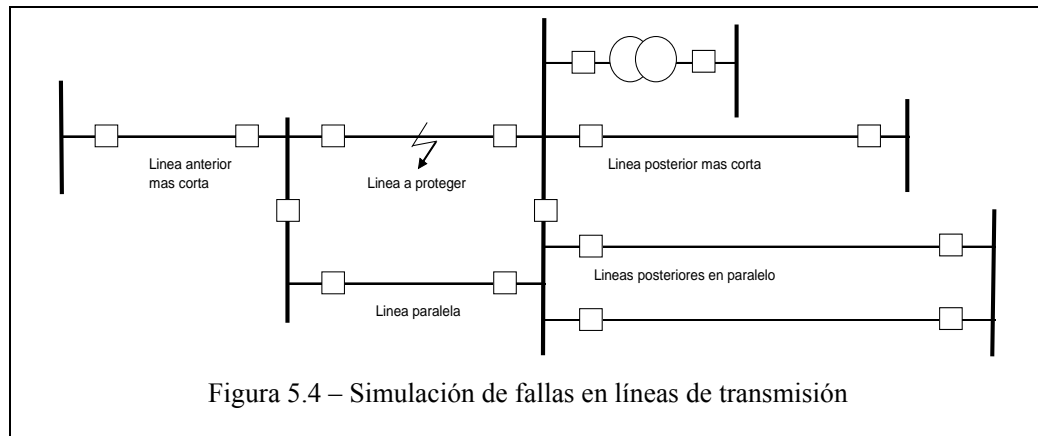 Linea anterior
mas corta
Linea a proteger
Linea posterior mas corta
Lineas posteriores en paralelo
Linea paralela
Figura 5.4 – Simulación de fallas en líneas de transmisión